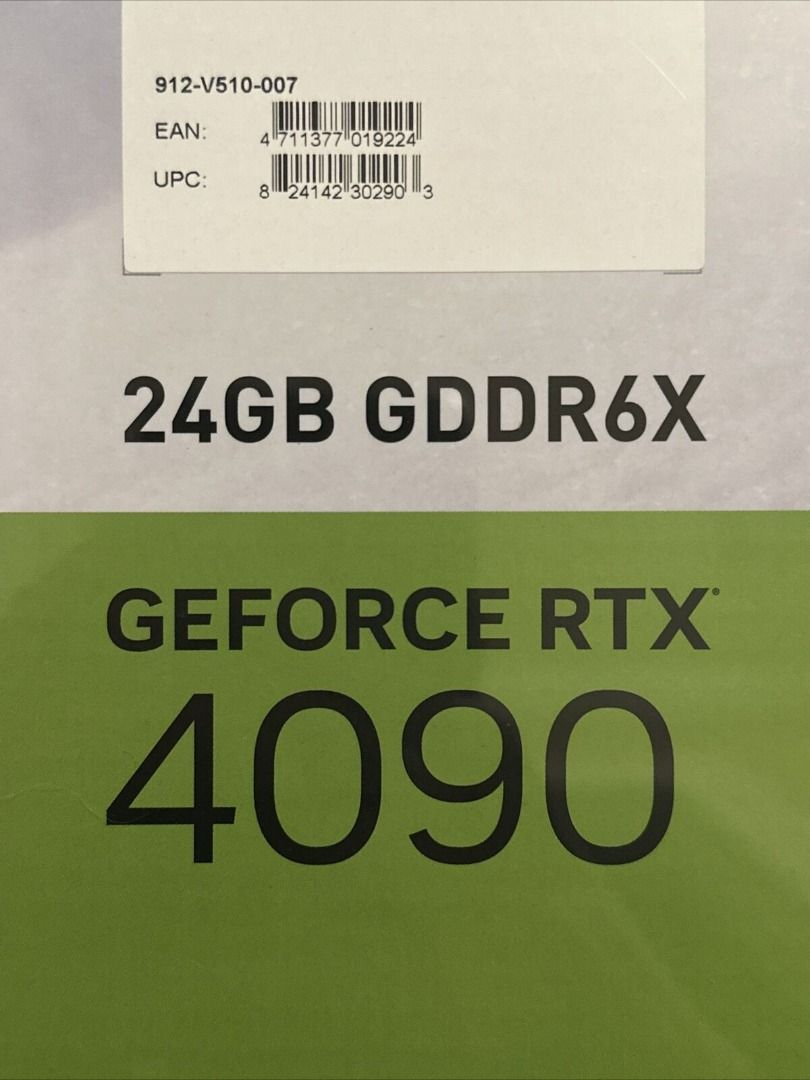 912-V510-007
EAN:
4 711377 019224
UPC:
8 24142 30290 3
24GB GDDR6X
GEFORCE RTX®
4090